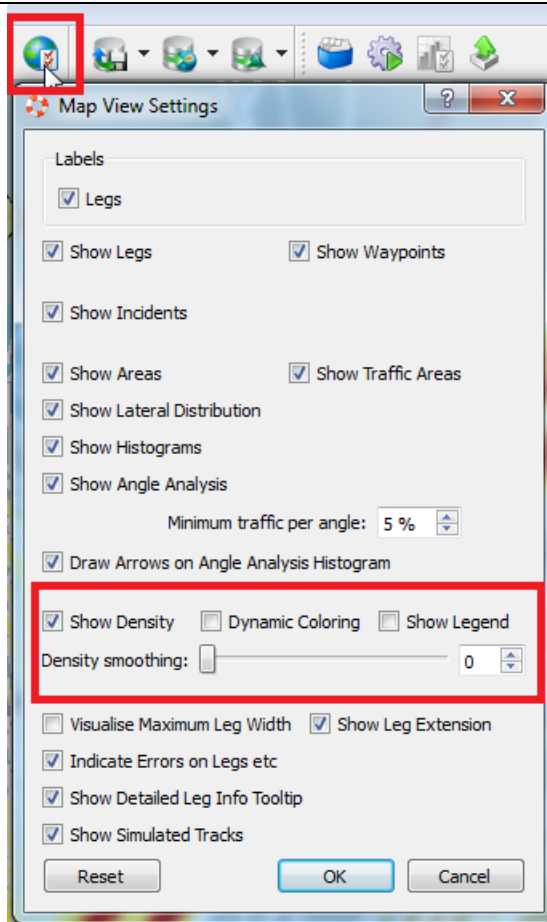 Map View Settings
?
X
Labels
Legs
Show Legs Show Waypoints
Show Incidents
Show Areas Show Traffic Areas
Show Lateral Distribution
Show Histograms
Show Angle Analysis
Minimum traffic per angle: 5 %
Draw Arrows on Angle Analysis Histogram
Show Density Dynamic Coloring Show Legend
Density smoothing: 0
Visualise Maximum Leg Width Show Leg Extension
Indicate Errors on Legs etc
Show Detailed Leg Info Tooltip
Show Simulated Tracks
Reset OK Cancel